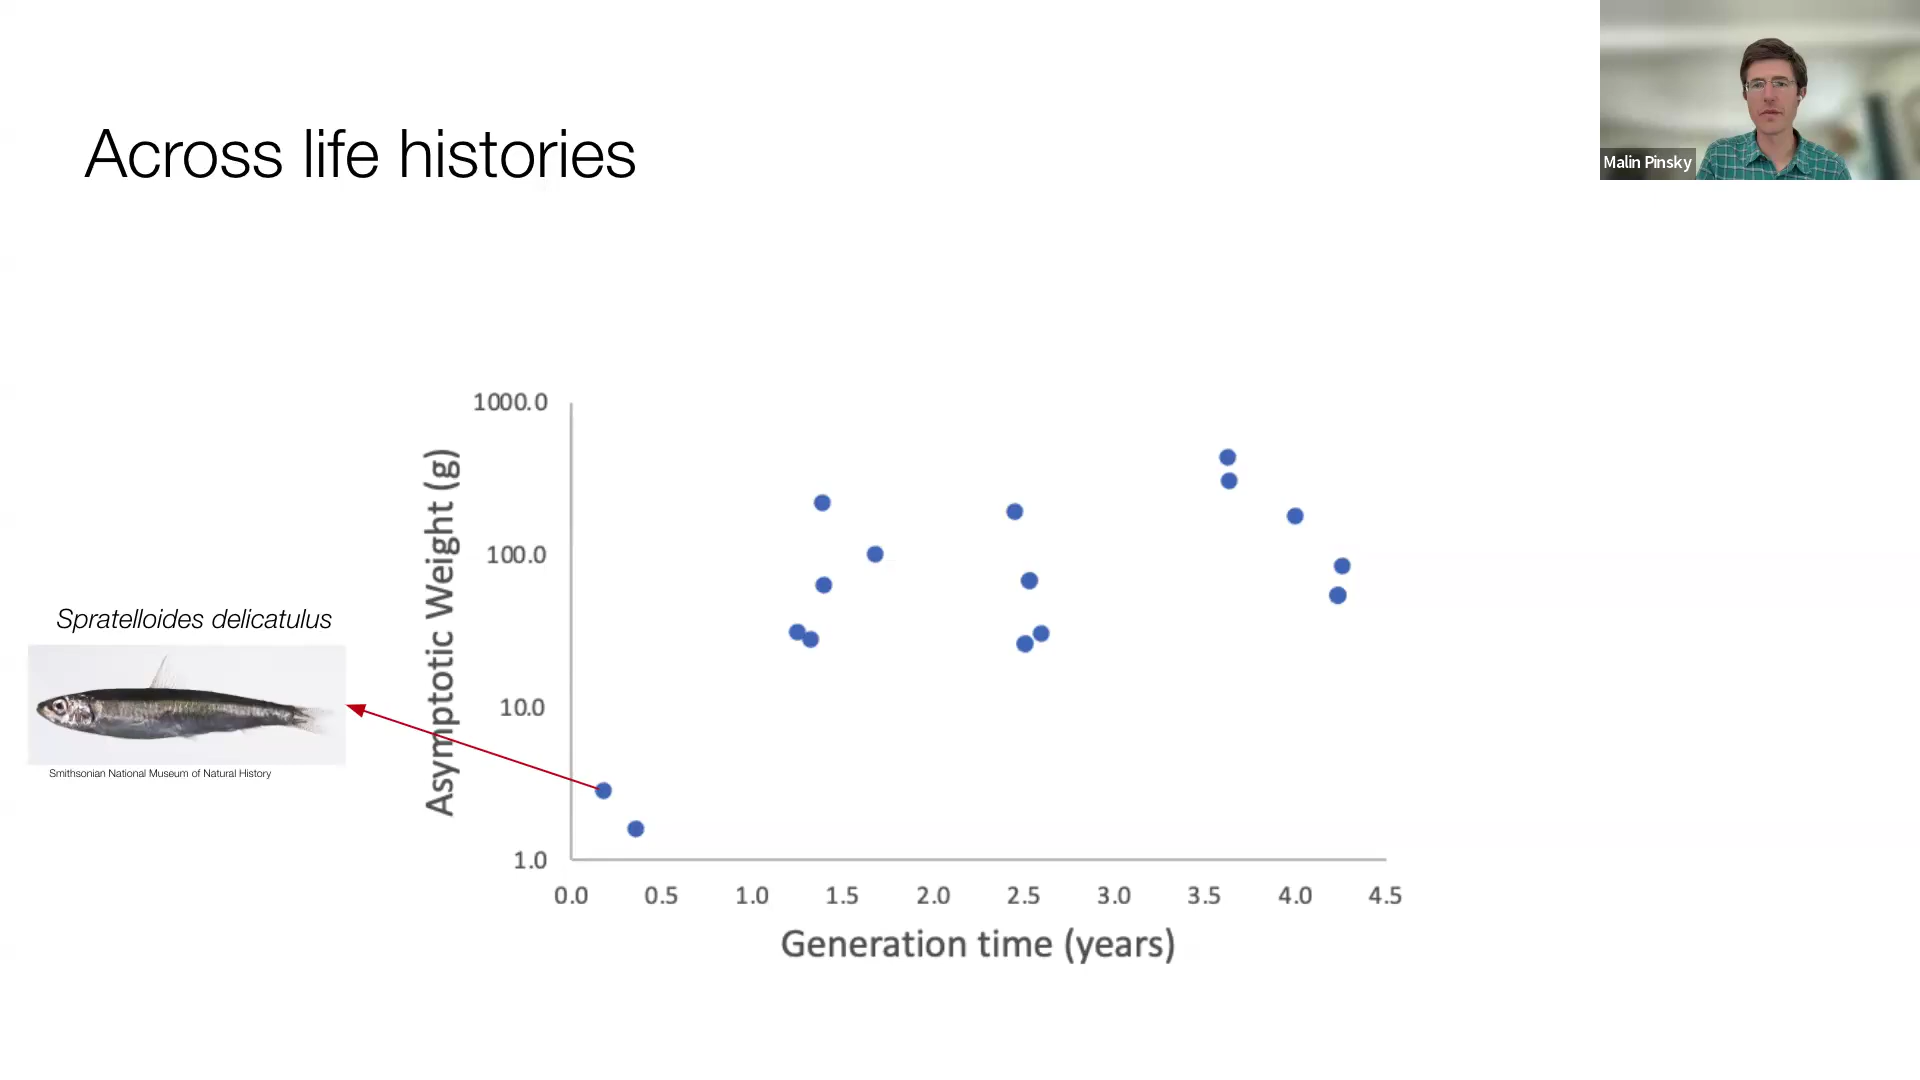 Across life histories
Malin Pinsky
Spratelloides delicatulus
Smithsonian National Museum of Natural History
Asymptotic Weight (g)
1000.0
100.0
10.0
1.0
0.0 0.5 1.0 1.5 2.0 2.5 3.0 3.5 4.0 4.5
Generation time (years)